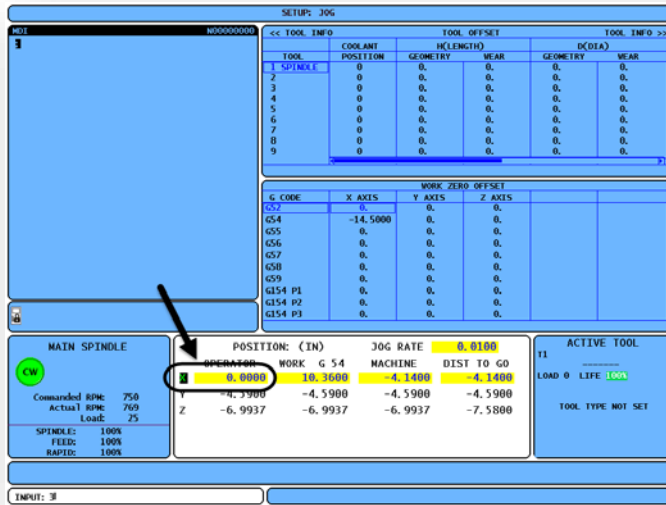 SETUP: JOG
MDI N00000000
<< TOOL INFO TOOL OFFSET TOOL INFO >>
COOLANT H(LENGTH) D(DIA)
TOOL POSITION GEOMETRY WEAR GEOMETRY WEAR
1 SPINDLE 0 0. 0. 0. 0.
2 0 0. 0. 0. 0.
3 0 0. 0. 0. 0.
4 0 0. 0. 0. 0.
5 0 0. 0. 0. 0.
6 0 0. 0. 0. 0.
7 0 0. 0. 0. 0.
8 0 0. 0. 0. 0.
9 0 0. 0. 0. 0.
WORK ZERO OFFSET
G CODE X AXIS Y AXIS Z AXIS
G52 0. 0. 0.
G54 -14.5000 0. 0.
G55 0. 0. 0.
G56 0. 0. 0.
G57 0. 0. 0.
G58 0. 0. 0.
G59 0. 0. 0.
G154 P1 0. 0. 0.
G154 P2 0. 0. 0.
G154 P3 0. 0. 0.
MAIN SPINDLE
CW
Commanded RPM: 750
Actual RPM: 769
Load: 25
SPINDLE: 100%
FEED: 100%
RAPID: 100%
POSITION: (IN) JOG RATE 0.0100
OPERATOR WORK G 54 MACHINE DIST TO GO
X 0.0000 10.3600 -4.1400 -4.1400
Y -4.5900 -4.5900 -4.5900 -4.5900
Z -6.9937 -6.9937 -6.9937 -7.5800
ACTIVE TOOL
T1
LOAD 0 LIFE 100%
TOOL TYPE NOT SET
INPUT: